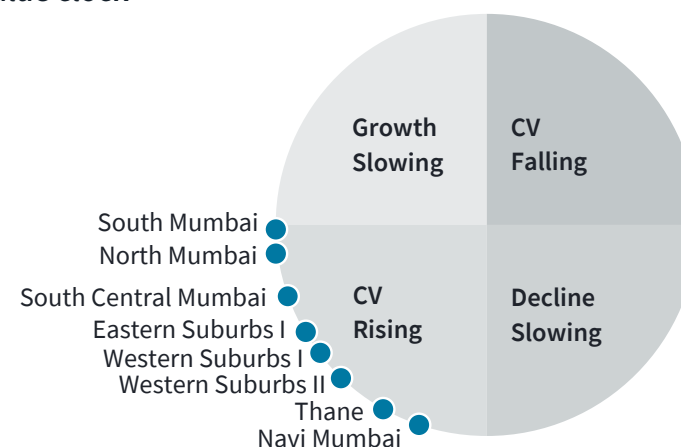 Growth
Slowing
CV
Falling
South Mumbai
North Mumbai
South Central Mumbai
Eastern Suburbs I
Western Suburbs I
Western Suburbs II
Thane
Navi Mumbai
CV
Rising
Decline
Slowing